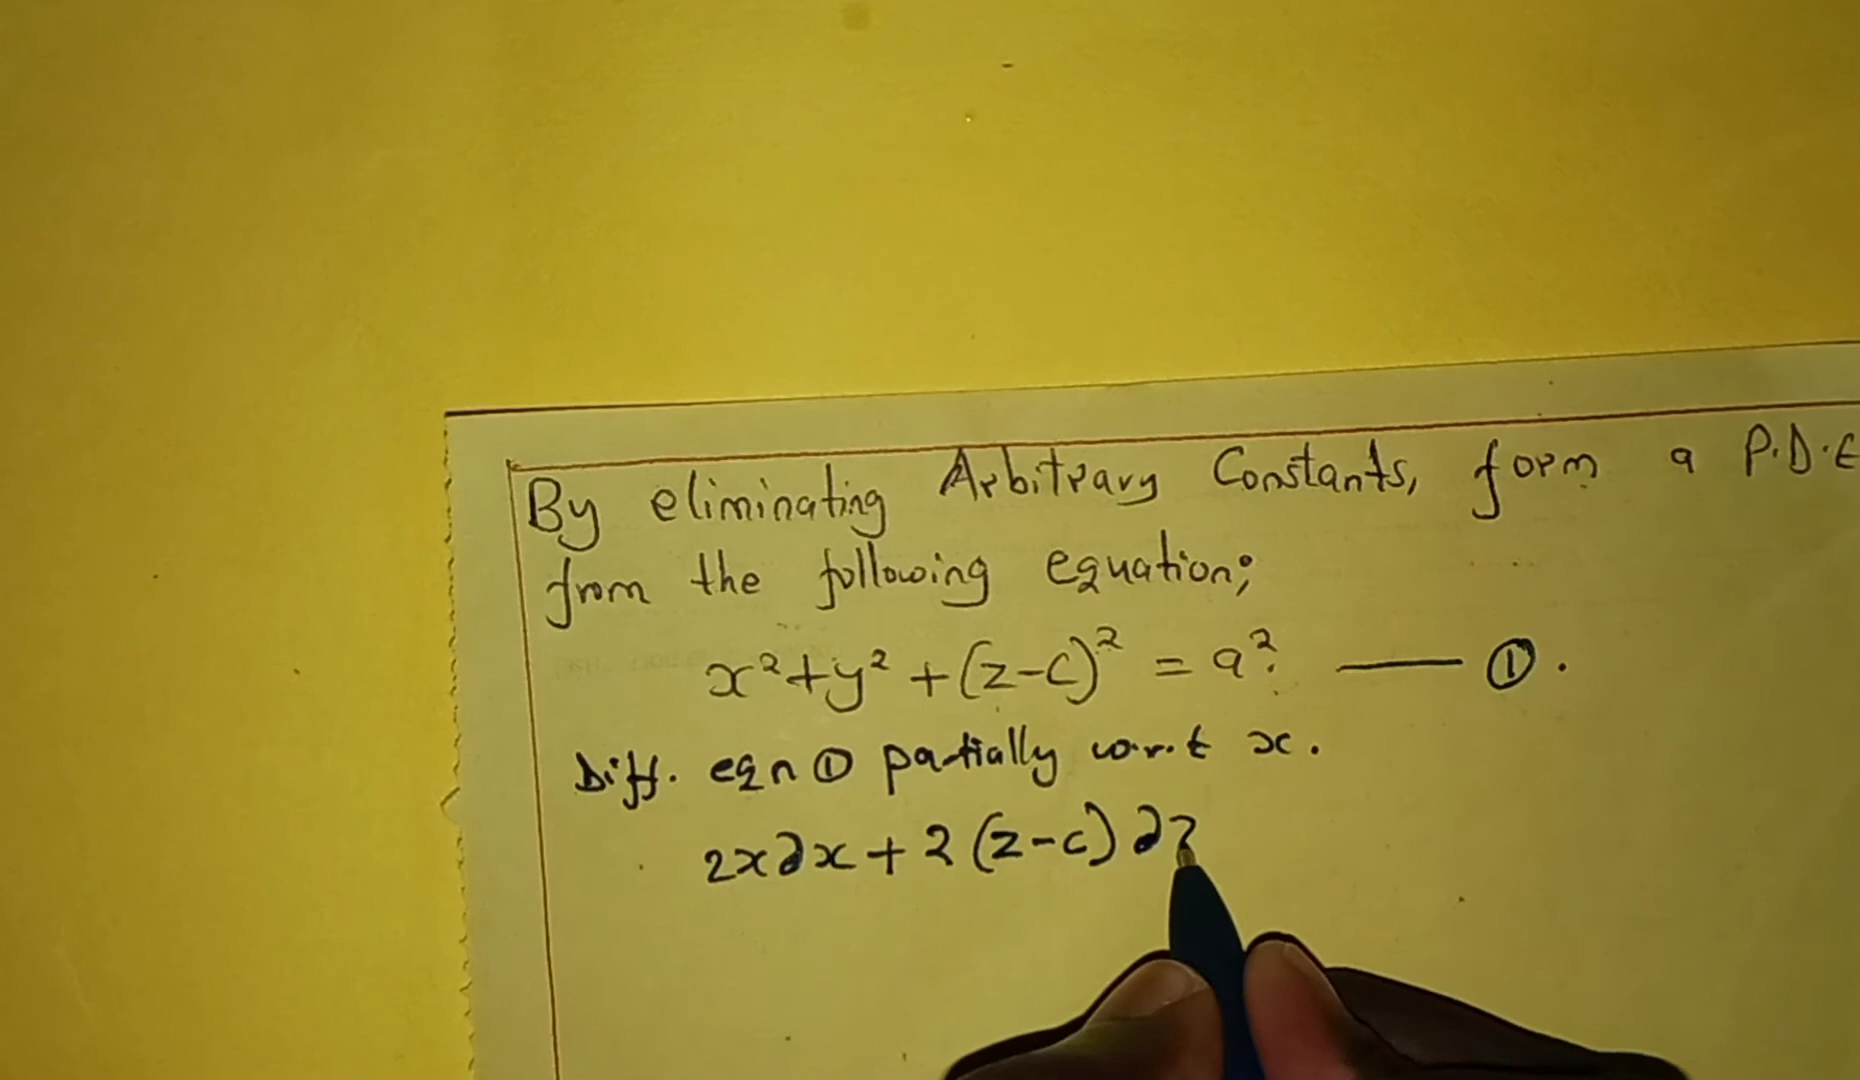 By eliminating Arbitrary Constants, form a P.D.E
from the following equation;
x²+y²+(z-c)² = a². —— ①.
Diff. eqn ① partially w.r.t x.
2x∂x+2(z-c)∂z